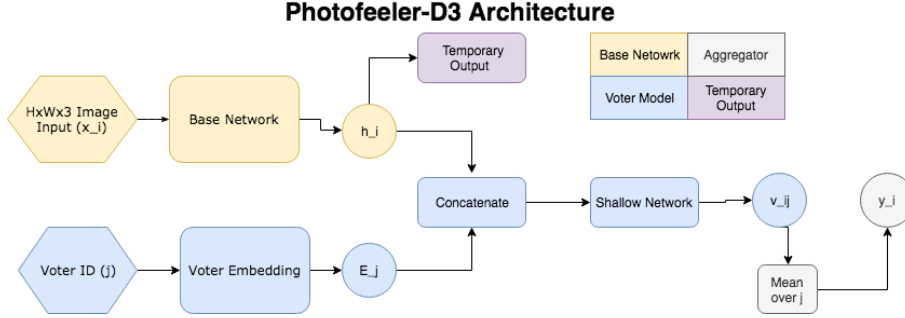 Photofeeler-D3 Architecture
Temporary
Output
Base Netowrk
Aggregator
Voter Model
Temporary
Output
HxWx3 Image
Input (x_i)
Base Network
h_i
Concatenate
Shallow Network
v_ij
y_i
Voter ID (j)
Voter Embedding
E_j
Mean
over j